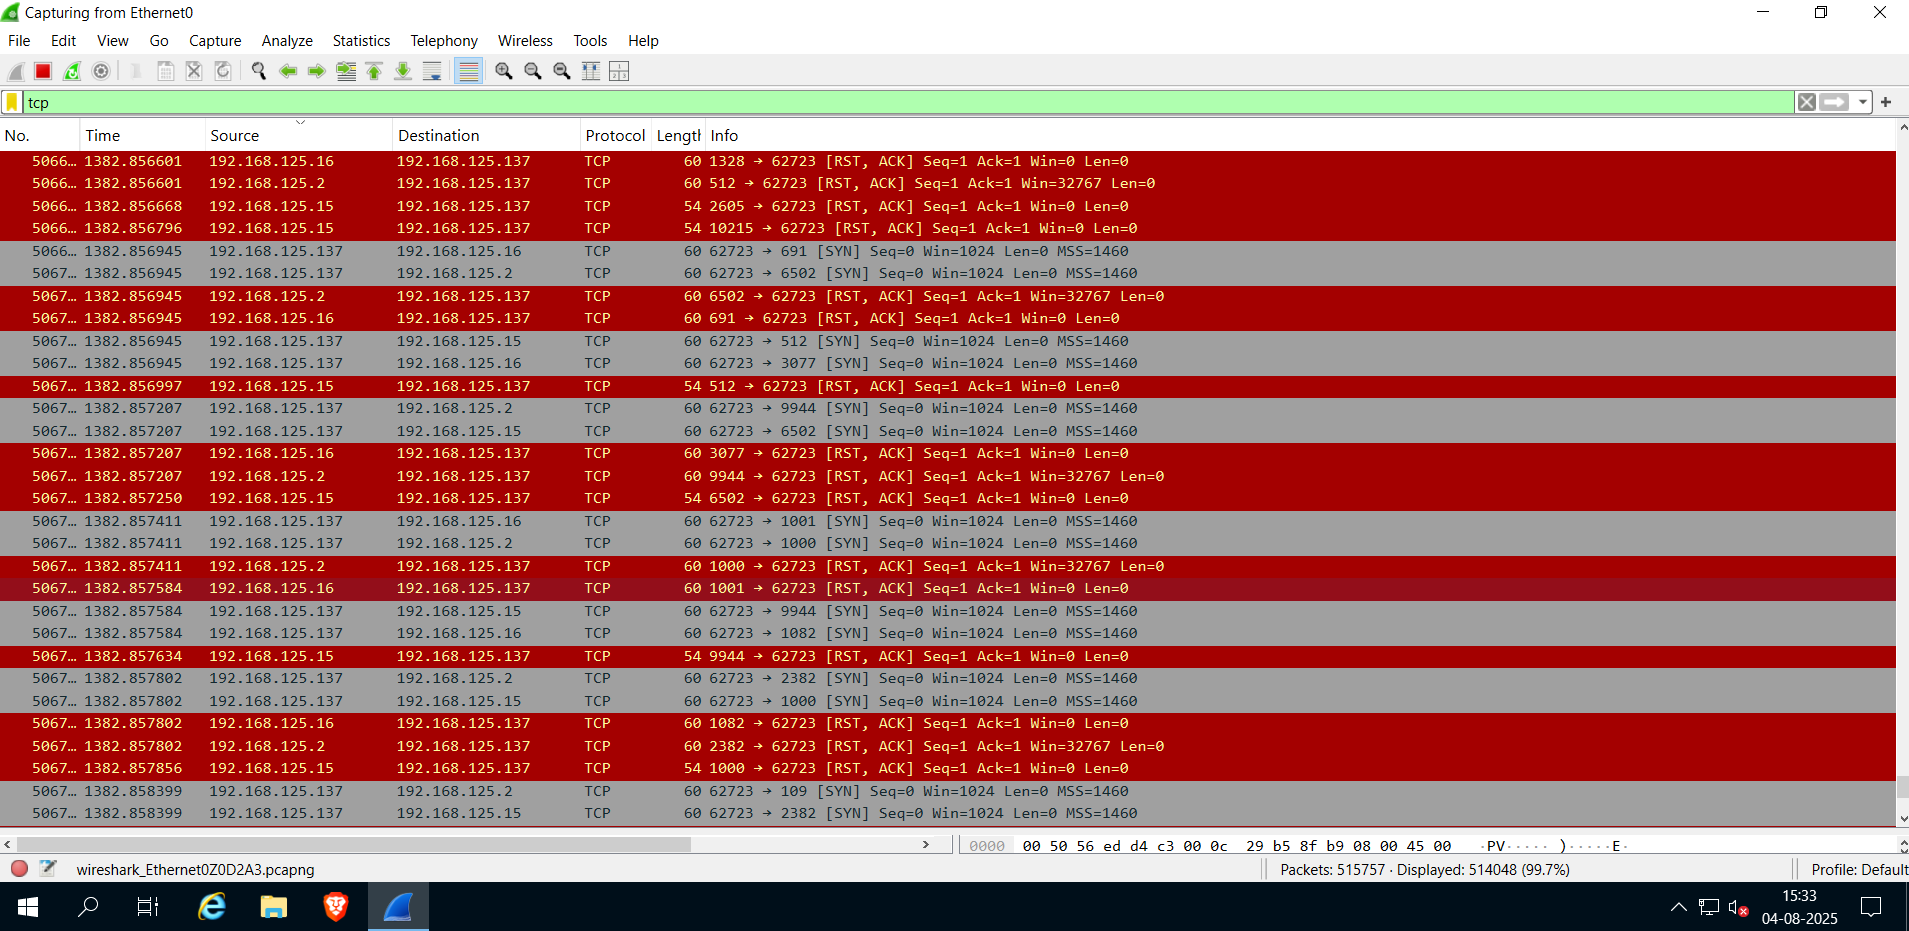 Capturing from Ethernet0
File Edit View Go Capture Analyze Statistics Telephony Wireless Tools Help
tcp
No. Time Source Destination Protocol Length Info
5066… 1382.856601 192.168.125.16 192.168.125.137 TCP 60 1328 → 62723 [RST, ACK] Seq=1 Ack=1 Win=0 Len=0
5066… 1382.856601 192.168.125.2 192.168.125.137 TCP 60 512 → 62723 [RST, ACK] Seq=1 Ack=1 Win=32767 Len=0
5066… 1382.856668 192.168.125.15 192.168.125.137 TCP 54 2605 → 62723 [RST, ACK] Seq=1 Ack=1 Win=0 Len=0
5066… 1382.856796 192.168.125.15 192.168.125.137 TCP 54 10215 → 62723 [RST, ACK] Seq=1 Ack=1 Win=0 Len=0
5066… 1382.856945 192.168.125.137 192.168.125.16 TCP 60 62723 → 691 [SYN] Seq=0 Win=1024 Len=0 MSS=1460
5067… 1382.856945 192.168.125.137 192.168.125.2 TCP 60 62723 → 6502 [SYN] Seq=0 Win=1024 Len=0 MSS=1460
5067… 1382.856945 192.168.125.2 192.168.125.137 TCP 60 6502 → 62723 [RST, ACK] Seq=1 Ack=1 Win=32767 Len=0
5067… 1382.856945 192.168.125.16 192.168.125.137 TCP 60 691 → 62723 [RST, ACK] Seq=1 Ack=1 Win=0 Len=0
5067… 1382.856945 192.168.125.137 192.168.125.15 TCP 60 62723 → 512 [SYN] Seq=0 Win=1024 Len=0 MSS=1460
5067… 1382.856945 192.168.125.137 192.168.125.16 TCP 60 62723 → 3077 [SYN] Seq=0 Win=1024 Len=0 MSS=1460
5067… 1382.856997 192.168.125.15 192.168.125.137 TCP 54 512 → 62723 [RST, ACK] Seq=1 Ack=1 Win=0 Len=0
5067… 1382.857207 192.168.125.137 192.168.125.2 TCP 60 62723 → 9944 [SYN] Seq=0 Win=1024 Len=0 MSS=1460
5067… 1382.857207 192.168.125.137 192.168.125.15 TCP 60 62723 → 6502 [SYN] Seq=0 Win=1024 Len=0 MSS=1460
5067… 1382.857207 192.168.125.16 192.168.125.137 TCP 60 3077 → 62723 [RST, ACK] Seq=1 Ack=1 Win=0 Len=0
5067… 1382.857207 192.168.125.2 192.168.125.137 TCP 60 9944 → 62723 [RST, ACK] Seq=1 Ack=1 Win=32767 Len=0
5067… 1382.857250 192.168.125.15 192.168.125.137 TCP 54 6502 → 62723 [RST, ACK] Seq=1 Ack=1 Win=0 Len=0
5067… 1382.857411 192.168.125.137 192.168.125.16 TCP 60 62723 → 1001 [SYN] Seq=0 Win=1024 Len=0 MSS=1460
5067… 1382.857411 192.168.125.137 192.168.125.2 TCP 60 62723 → 1000 [SYN] Seq=0 Win=1024 Len=0 MSS=1460
5067… 1382.857411 192.168.125.2 192.168.125.137 TCP 60 1000 → 62723 [RST, ACK] Seq=1 Ack=1 Win=32767 Len=0
5067… 1382.857584 192.168.125.16 192.168.125.137 TCP 60 1001 → 62723 [RST, ACK] Seq=1 Ack=1 Win=0 Len=0
5067… 1382.857584 192.168.125.137 192.168.125.15 TCP 60 62723 → 9944 [SYN] Seq=0 Win=1024 Len=0 MSS=1460
5067… 1382.857584 192.168.125.137 192.168.125.16 TCP 60 62723 → 1082 [SYN] Seq=0 Win=1024 Len=0 MSS=1460
5067… 1382.857634 192.168.125.15 192.168.125.137 TCP 54 9944 → 62723 [RST, ACK] Seq=1 Ack=1 Win=0 Len=0
5067… 1382.857802 192.168.125.137 192.168.125.2 TCP 60 62723 → 2382 [SYN] Seq=0 Win=1024 Len=0 MSS=1460
5067… 1382.857802 192.168.125.137 192.168.125.15 TCP 60 62723 → 1000 [SYN] Seq=0 Win=1024 Len=0 MSS=1460
5067… 1382.857802 192.168.125.16 192.168.125.137 TCP 60 1082 → 62723 [RST, ACK] Seq=1 Ack=1 Win=0 Len=0
5067… 1382.857802 192.168.125.2 192.168.125.137 TCP 60 2382 → 62723 [RST, ACK] Seq=1 Ack=1 Win=32767 Len=0
5067… 1382.857856 192.168.125.15 192.168.125.137 TCP 54 1000 → 62723 [RST, ACK] Seq=1 Ack=1 Win=0 Len=0
5067… 1382.858399 192.168.125.137 192.168.125.2 TCP 60 62723 → 109 [SYN] Seq=0 Win=1024 Len=0 MSS=1460
5067… 1382.858399 192.168.125.137 192.168.125.15 TCP 60 62723 → 2382 [SYN] Seq=0 Win=1024 Len=0 MSS=1460
0000 00 50 56 ed d4 c3 00 0c 29 b5 8f b9 08 00 45 00 ·PV····· )·····E·
wireshark_Ethernet0Z0D2A3.pcapng Packets: 515757 · Displayed: 514048 (99.7%) Profile: Default
15:33
04-08-2025